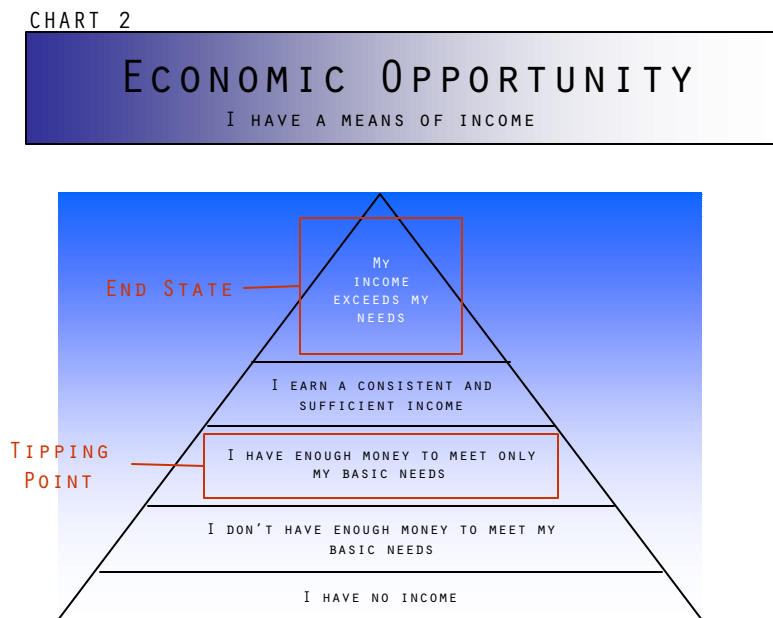 CHART 2
ECONOMIC OPPORTUNITY
I HAVE A MEANS OF INCOME
MY
INCOME
EXCEEDS MY
NEEDS
END STATE
I EARN A CONSISTENT AND
SUFFICIENT INCOME
TIPPING
POINT
I HAVE ENOUGH MONEY TO MEET ONLY
MY BASIC NEEDS
I DON'T HAVE ENOUGH MONEY TO MEET MY
BASIC NEEDS
I HAVE NO INCOME